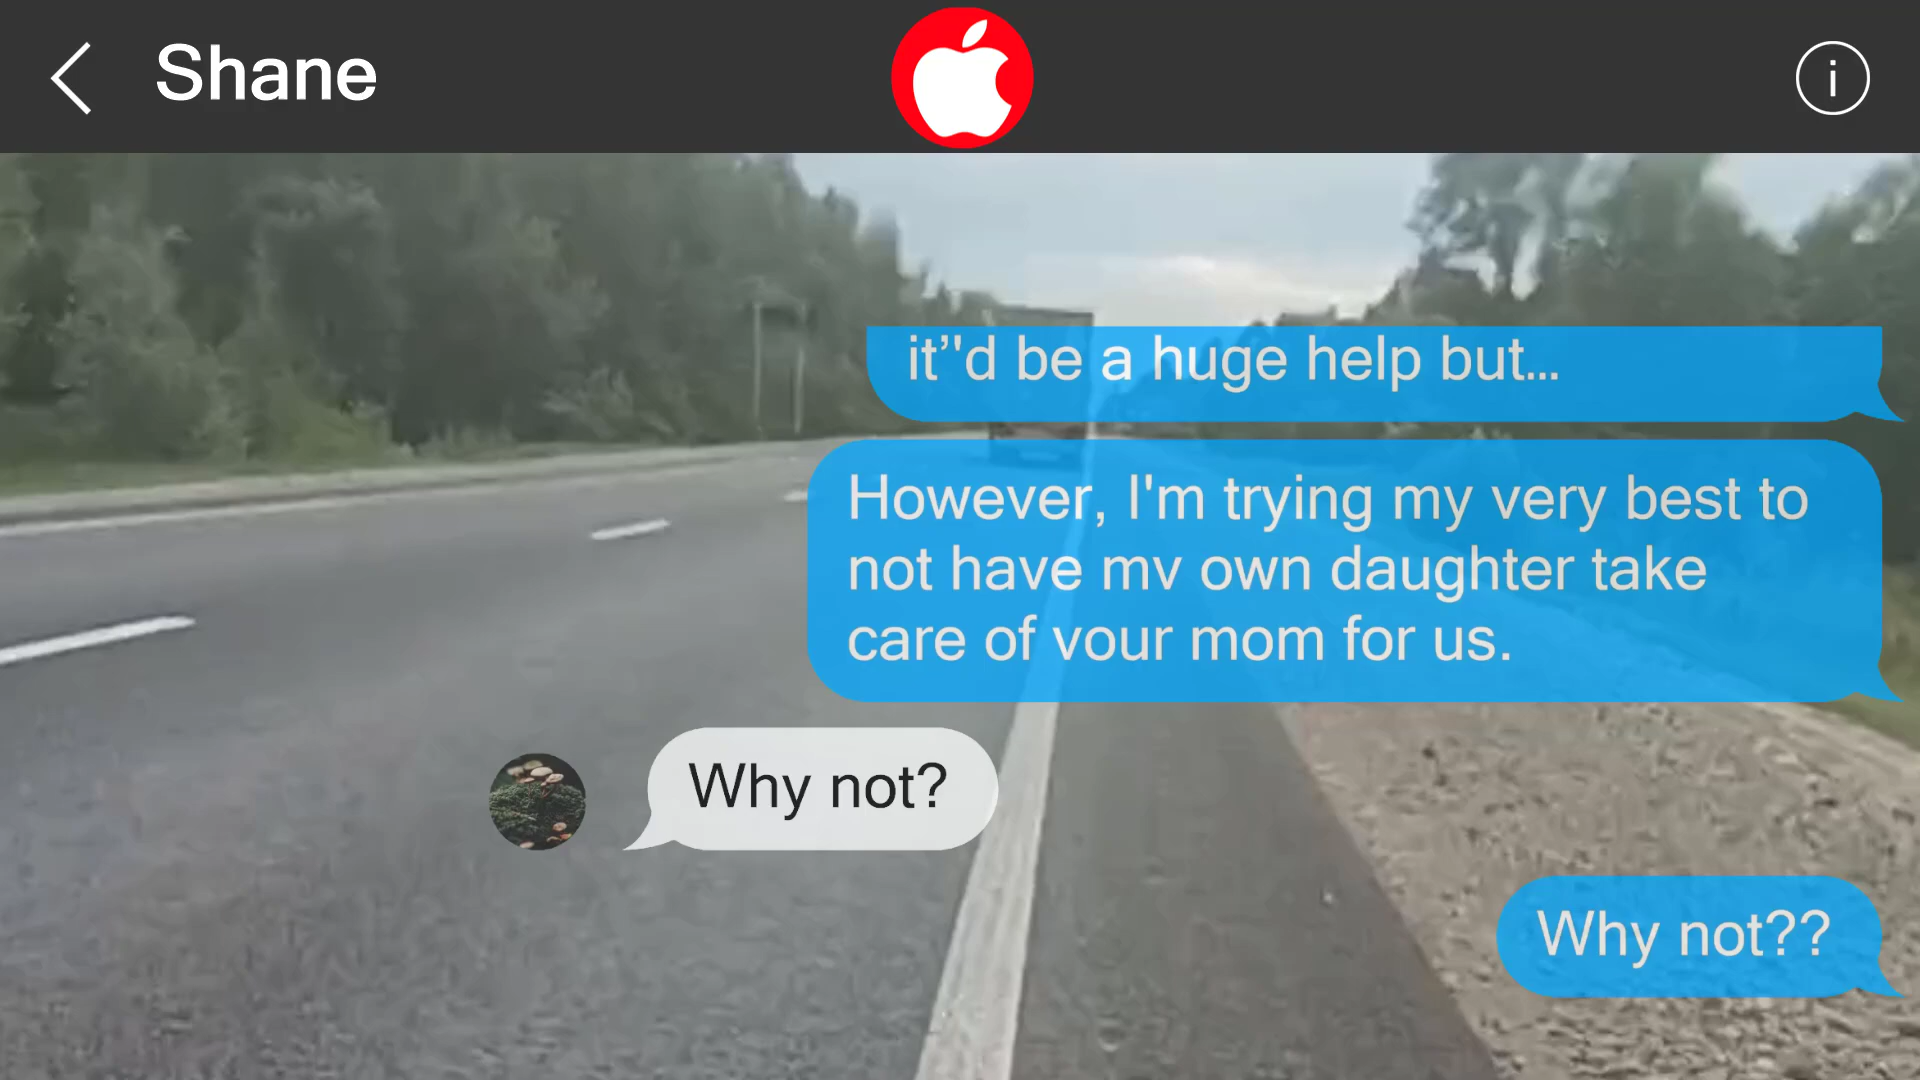 Shane
i
it’'d be a huge help but...
However, I'm trying my very best to
not have mv own daughter take
care of vour mom for us.
Why not?
Why not??